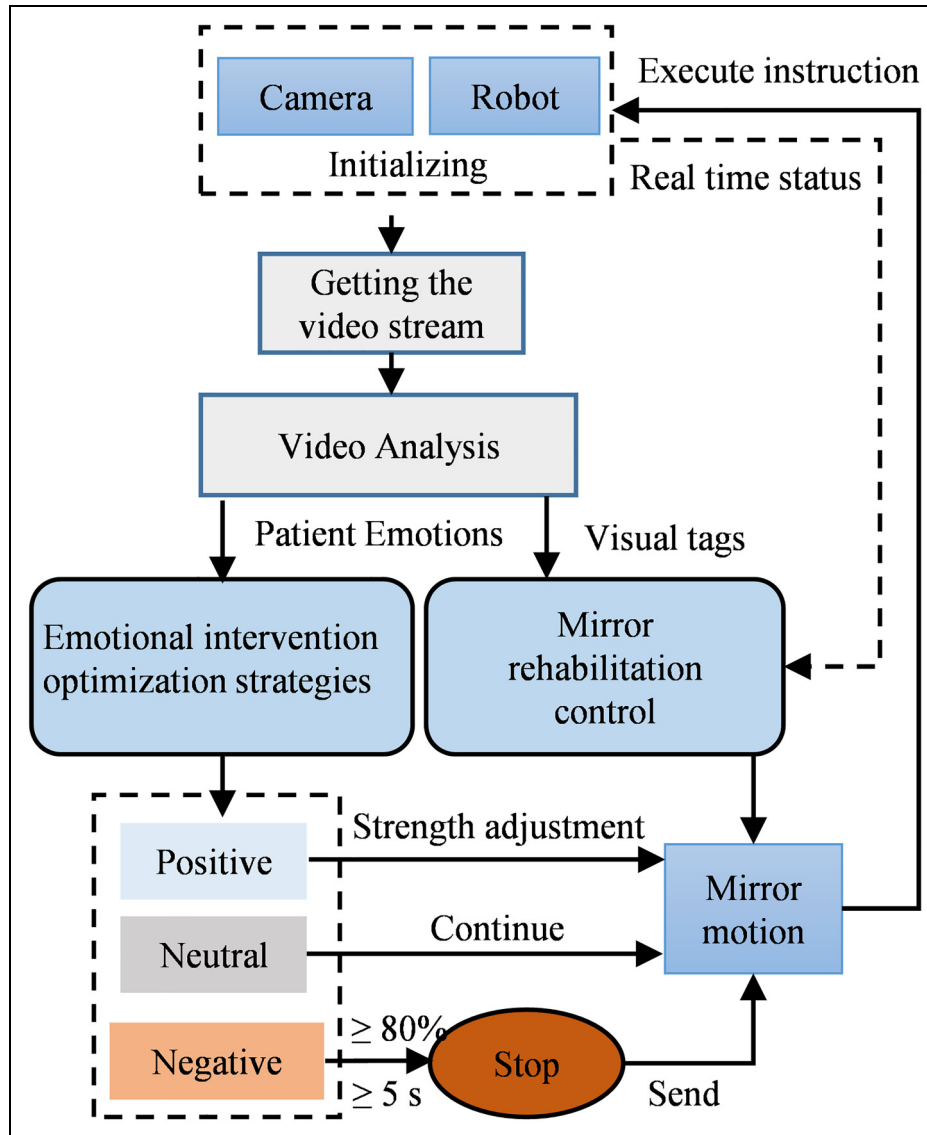 Camera
Robot
Initializing
Execute instruction
Real time status
Getting the
video stream
Video Analysis
Patient Emotions
Visual tags
Emotional intervention
optimization strategies
Mirror
rehabilitation
control
Positive
Strength adjustment
Neutral
Continue
Mirror
motion
Negative
≥ 80%
≥ 5 s
Stop
Send